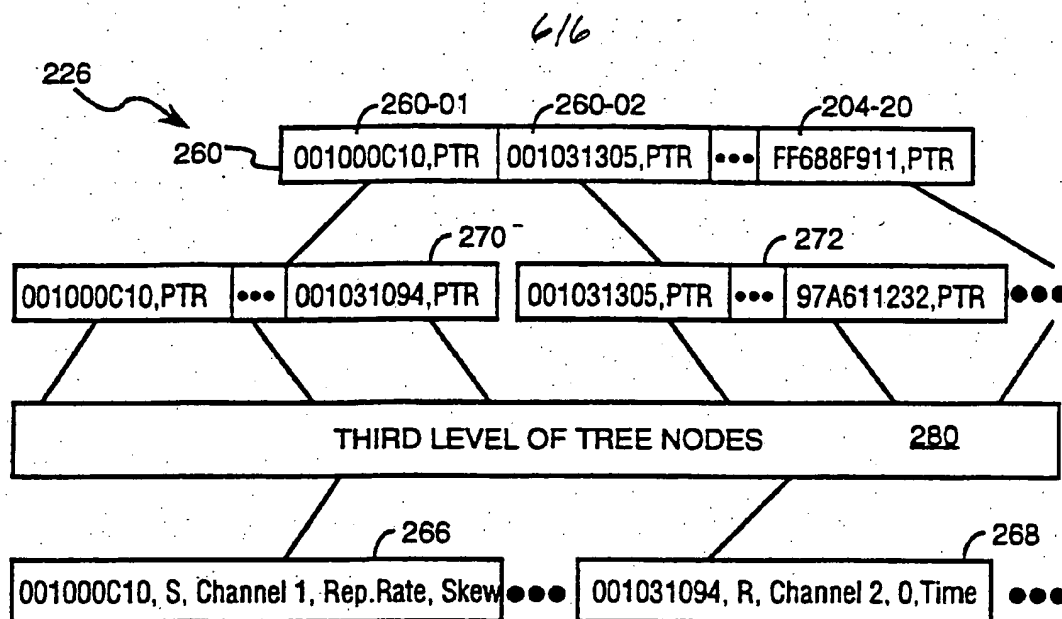 6/6
226
260-01 260-02 204-20
260 001000C10,PTR 001031305,PTR ••• FF688F911,PTR
270 272
001000C10,PTR ••• 001031094,PTR 001031305,PTR ••• 97A611232,PTR •••
THIRD LEVEL OF TREE NODES 280
266 268
001000C10, S, Channel 1, Rep.Rate, Skew ••• 001031094, R, Channel 2, 0,Time •••